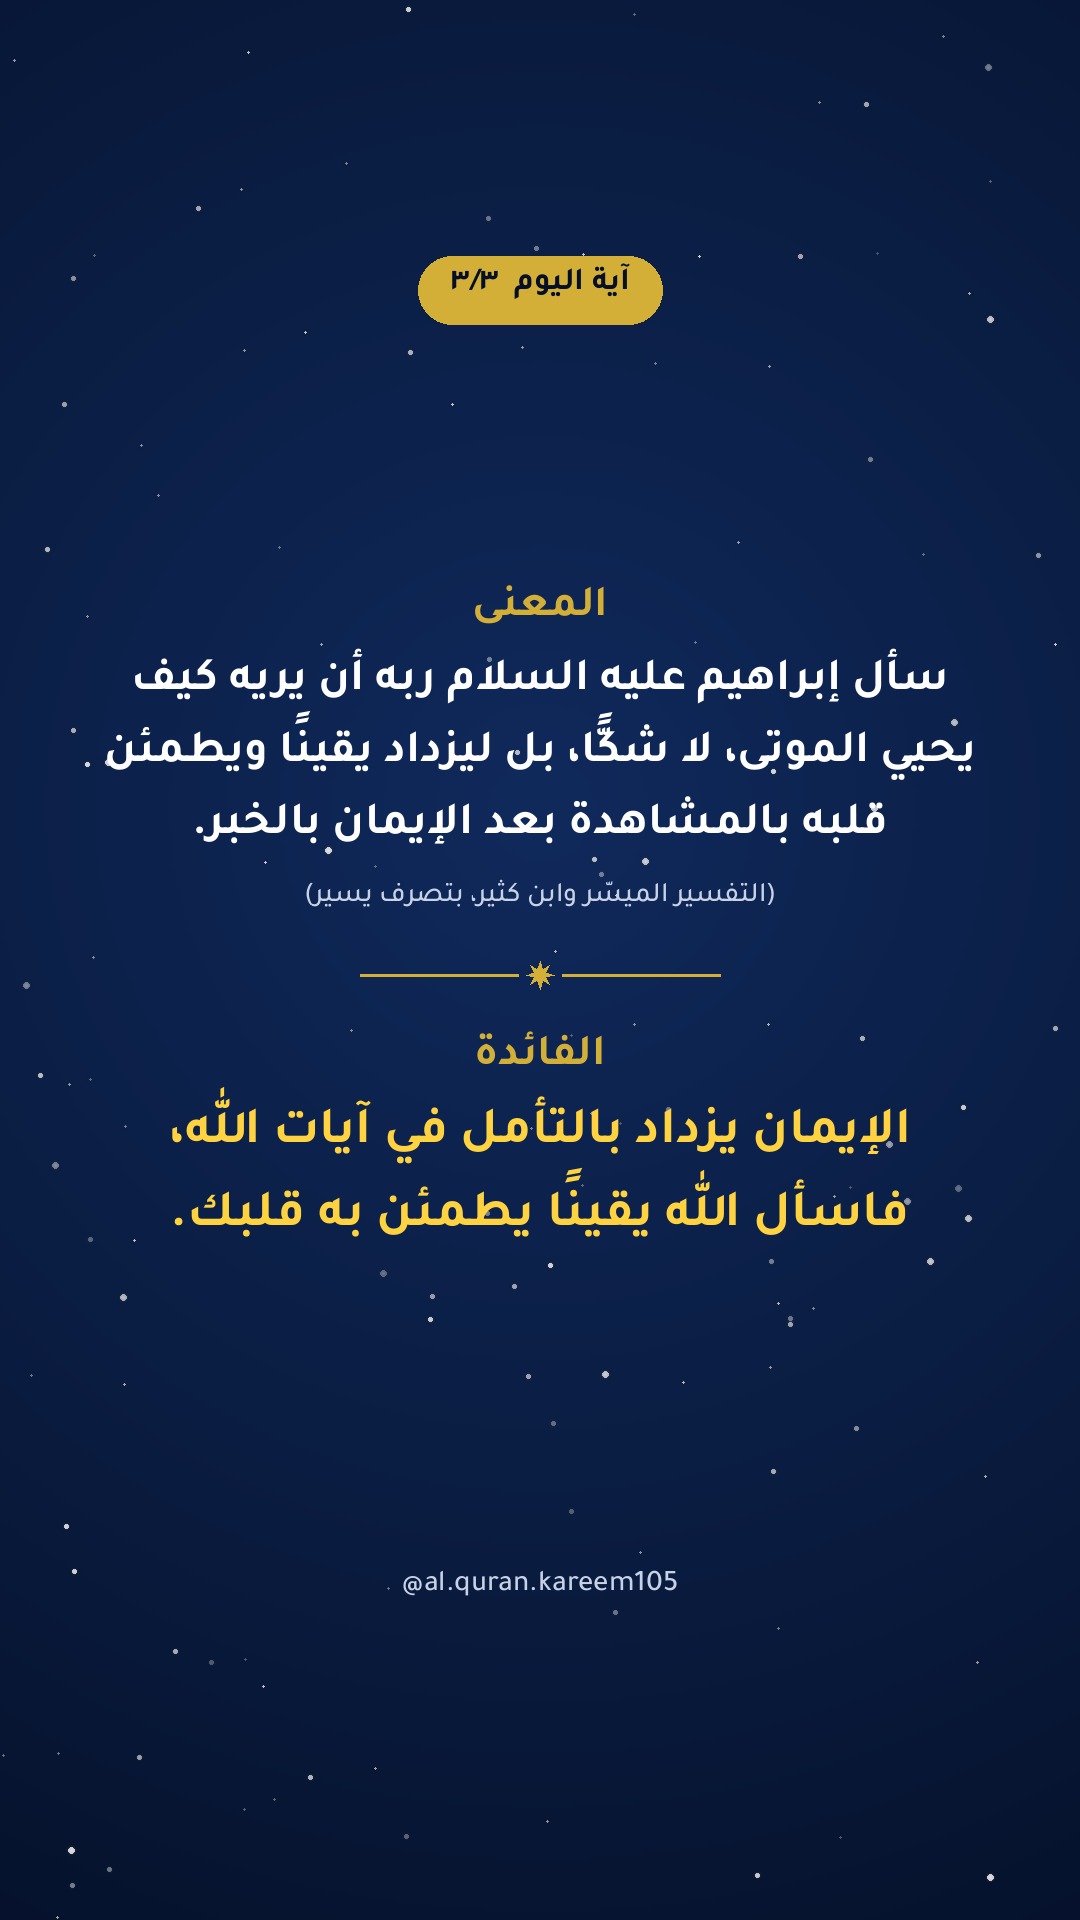 آية اليوم ٣/٣
المعنى
سأل إبراهيم عليه السلام ربه أن يريه كيف
يحيي الموتى، لا شكًّا، بل ليزداد يقينًا ويطمئن
قلبه بالمشاهدة بعد الإيمان بالخبر.
(التفسير الميسّر وابن كثير، بتصرف يسير)
الفائدة
الإيمان يزداد بالتأمل في آيات الله،
فاسأل الله يقينًا يطمئن به قلبك.
@al.quran.kareem105